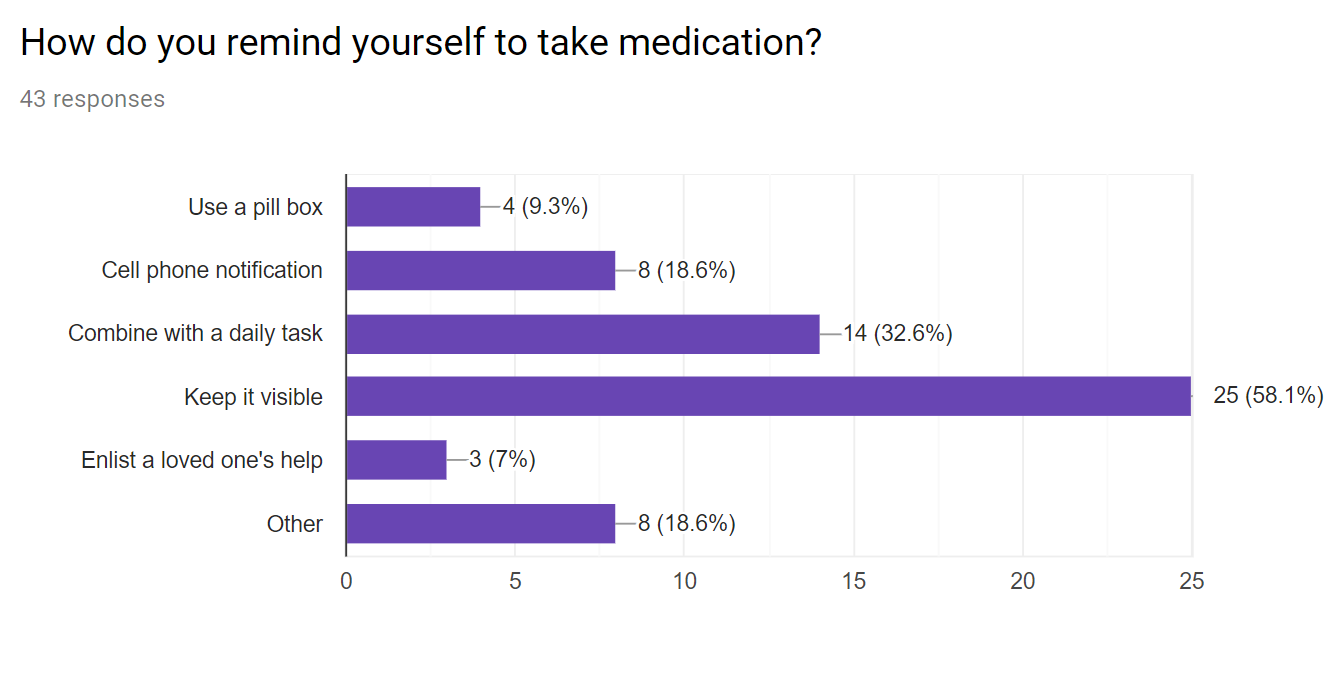 How do you remind yourself to take medication?
43 responses
Use a pill box 4 (9.3%)
Cell phone notification 8 (18.6%)
Combine with a daily task 14 (32.6%)
Keep it visible 25 (58.1%)
Enlist a loved one's help 3 (7%)
Other 8 (18.6%)
0 5 10 15 20 25